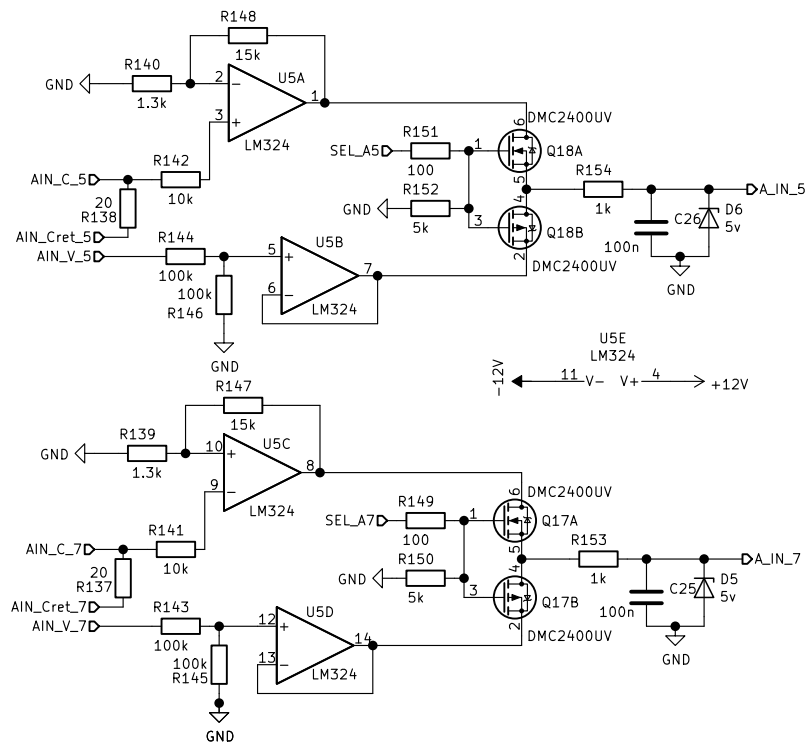 R148
15k
R140
GND
1.3k
2
−
U5A
1
3
+
LM324
DMC2400UV
6
R151
SEL_A5
1
Q18A
100
5
R142
AIN_C_5
10k
R154
A_IN_5
1k
20
R138
R152
GND
5k
4
C26
D6
5v
3
Q18B
100n
2
DMC2400UV
GND
AIN_Cret_5
R144
AIN_V_5
100k
100k
R146
U5B
5
+
7
6
−
LM324
GND
U5E
LM324
-12V
11
V−
V+
4
+12V
R147
15k
R139
GND
1.3k
10
+
U5C
8
9
−
LM324
DMC2400UV
6
R149
SEL_A7
1
Q17A
100
5
R141
AIN_C_7
10k
R153
A_IN_7
1k
20
R137
R150
GND
5k
4
C25
D5
5v
3
Q17B
100n
2
DMC2400UV
GND
AIN_Cret_7
R143
AIN_V_7
100k
100k
R145
U5D
12
+
14
13
−
LM324
GND